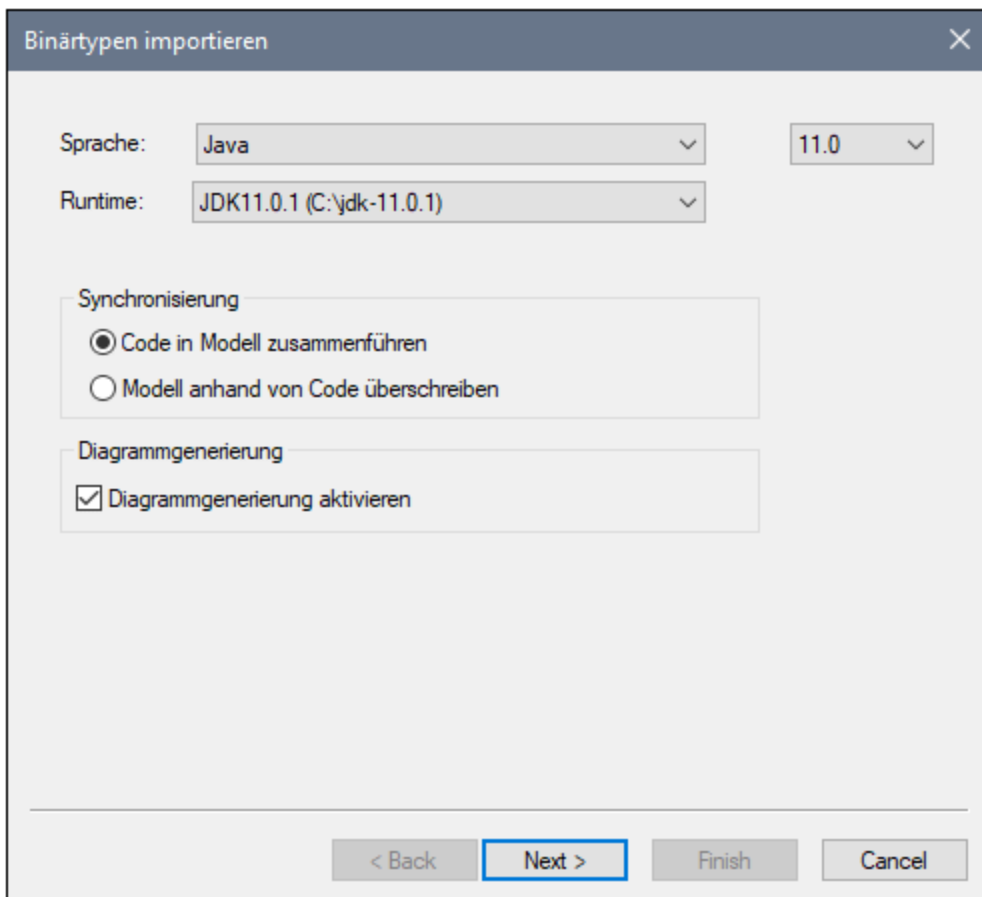 Binärtypen importieren
Sprache: Java 11.0
Runtime: JDK11.0.1 (C:\jdk-11.0.1)
Synchronisierung
Code in Modell zusammenführen
Modell anhand von Code überschreiben
Diagrammgenerierung
Diagrammgenerierung aktivieren
< Back Next > Finish Cancel